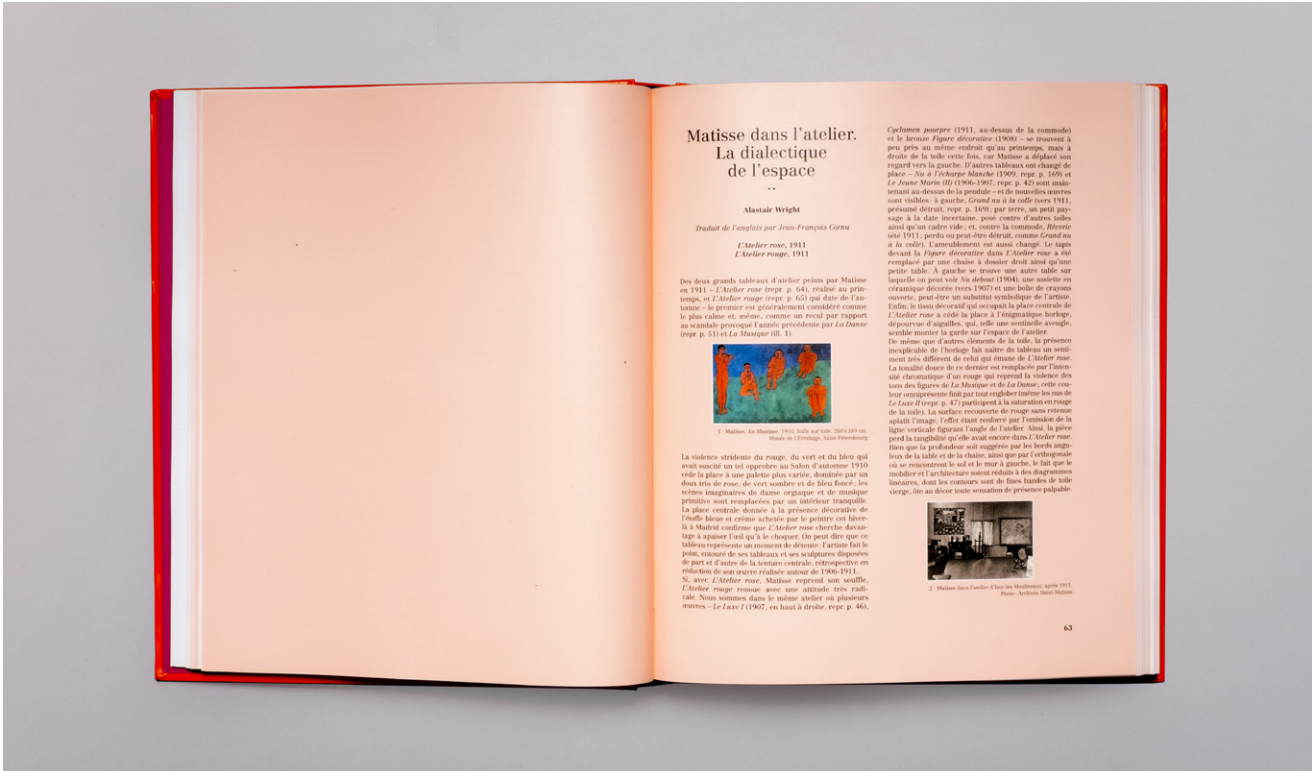 Matisse dans l'atelier.
La dialectique
de l'espace
--
Alastair Wright
Traduit de l'anglais par Jean-François Cornu
L'Atelier rose, 1911
L'Atelier rouge, 1911
Des deux grands tableaux d'atelier peints par Matisse
en 1911 – L'Atelier rose (repr. p. 64), réalisé au prin-
temps, et L'Atelier rouge (repr. p. 65) qui date de l'au-
tomne – le premier est généralement considéré comme
le plus calme et, même, comme un recul par rapport
au scandale provoqué l'année précédente par La Danse
(repr. p. 51) et La Musique (ill. 1).
1 · Matisse, La Musique, 1910, huile sur toile, 260x389 cm.
Musée de l'Ermitage, Saint-Pétersbourg
La violence stridente du rouge, du vert et du bleu qui
avait suscité un tel opprobre au Salon d'automne 1910
cède la place à une palette plus variée, dominée par un
doux trio de rose, de vert sombre et de bleu foncé; les
scènes imaginaires de danse orgiaque et de musique
primitive sont remplacées par un intérieur tranquille.
La place centrale donnée à la présence décorative de
l'étoffe bleue et crème achetée par le peintre cet hiver-
là à Madrid confirme que L'Atelier rose cherche davan-
tage à apaiser l'œil qu'à le choquer. On peut dire que ce
tableau représente un moment de détente: l'artiste fait le
point, entouré de ses tableaux et ses sculptures disposées
de part et d'autre de la tenture centrale, rétrospective en
réduction de son œuvre réalisée autour de 1906-1911.
Si, avec L'Atelier rose, Matisse reprend son souffle,
L'Atelier rouge renoue avec une attitude très radi-
cale. Nous sommes dans le même atelier où plusieurs
œuvres – Le Luxe I (1907, en haut à droite, repr. p. 46),
Cyclamen pourpre (1911, au-dessus de la commode)
et le bronze Figure décorative (1908) – se trouvent à
peu près au même endroit qu'au printemps, mais à
droite de la toile cette fois, car Matisse a déplacé son
regard vers la gauche. D'autres tableaux ont changé de
place – Nu à l'écharpe blanche (1909, repr. p. 169) et
Le Jeune Marin (II) (1906-1907, repr. p. 42) sont main-
tenant au-dessus de la pendule – et de nouvelles œuvres
sont visibles: à gauche, Grand nu à la colle (vers 1911,
présumé détruit, repr. p. 169); par terre, un petit pay-
sage à la date incertaine, posé contre d'autres toiles
ainsi qu'un cadre vide; et, contre la commode, Rêverie
(été 1911; perdu ou peut-être détruit, comme Grand nu
à la colle). L'ameublement est aussi changé. Le tapis
devant la Figure décorative dans L'Atelier rose a été
remplacé par une chaise à dossier droit ainsi qu'une
petite table. À gauche se trouve une autre table sur
laquelle on peut voir Nu debout (1904), une assiette en
céramique décorée (vers 1907) et une boîte de crayons
ouverte, peut-être un substitut symbolique de l'artiste.
Enfin, le tissu décoratif qui occupait la place centrale de
L'Atelier rose a cédé la place à l'énigmatique horloge,
dépourvue d'aiguilles, qui, telle une sentinelle aveugle,
semble monter la garde sur l'espace de l'atelier.
De même que d'autres éléments de la toile, la présence
inexplicable de l'horloge fait naître du tableau un senti-
ment très différent de celui qui émane de L'Atelier rose.
La tonalité douce de ce dernier est remplacée par l'inten-
sité chromatique d'un rouge qui reprend la violence des
tons des figures de La Musique et de La Danse; cette cou-
leur omniprésente finit par tout englober (même les nus de
Le Luxe II (repr. p. 47) participent à la saturation en rouge
de la toile). La surface recouverte de rouge sans retenue
aplatit l'image, l'effet étant renforcé par l'omission de la
ligne verticale figurant l'angle de l'atelier. Ainsi, la pièce
perd la tangibilité qu'elle avait encore dans L'Atelier rose.
Bien que la profondeur soit suggérée par les bords angu-
leux de la table et de la chaise, ainsi que par l'orthogonale
où se rencontrent le sol et le mur à gauche, le fait que le
mobilier et l'architecture soient réduits à des diagrammes
linéaires, dont les contours sont de fines bandes de toile
vierge, ôte au décor toute sensation de présence palpable.
2 · Matisse dans l'atelier d'Issy-les-Moulineaux, après 1911.
Photo: Archives Henri Matisse
63